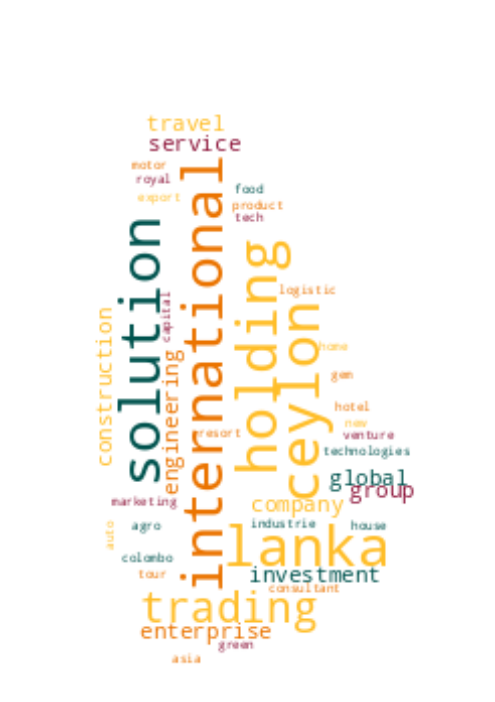 travel
service
motor
royal
export
food
product
tech
international
solution
holding
ceylon
logistic
capital
construction
home
engineering
gem
hotel
new
resort
venture
technologies
global
group
marketing
company
auto
agro
industrie
house
lanka
colombo
tour
investment
consultant
trading
enterprise
green
asia